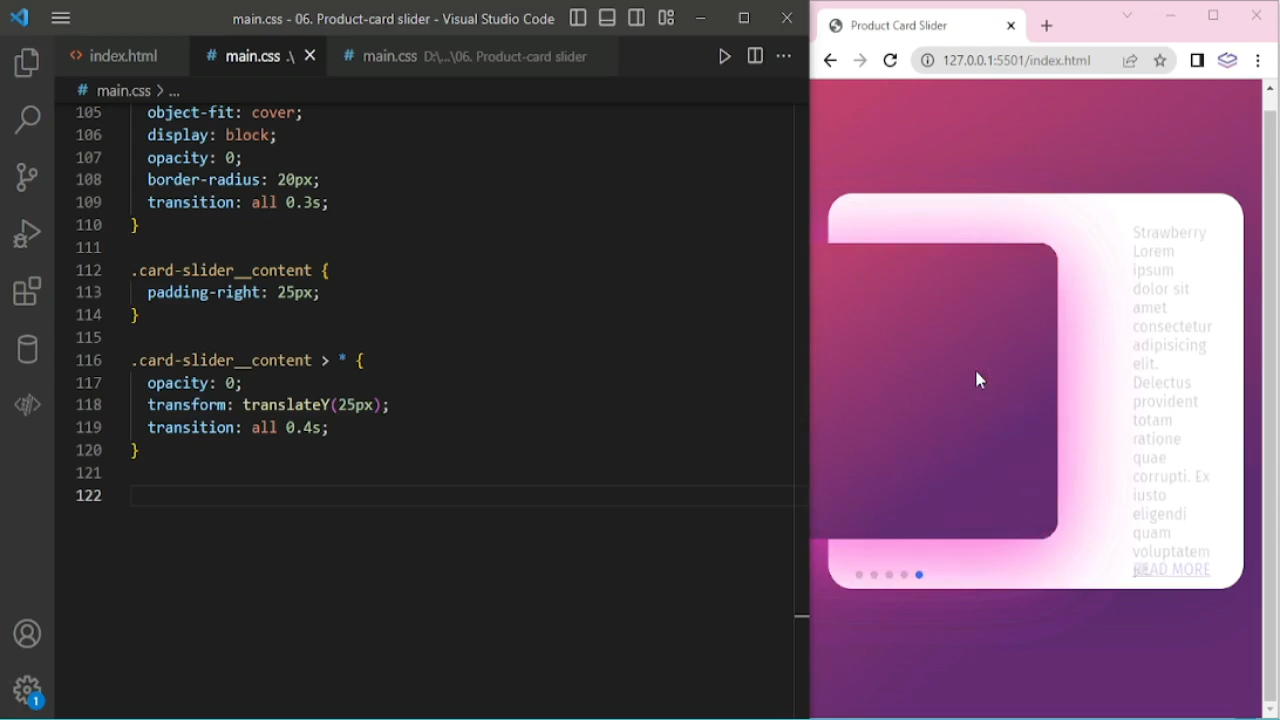 main.css - 06. Product-card slider - Visual Studio Code
index.html
main.css .\
main.css D:\...\06. Product-card slider
main.css > ...
105 object-fit: cover;
106 display: block;
107 opacity: 0;
108 border-radius: 20px;
109 transition: all 0.3s;
110 }
111
112 .card-slider__content {
113 padding-right: 25px;
114 }
115
116 .card-slider__content > * {
117 opacity: 0;
118 transform: translateY(25px);
119 transition: all 0.4s;
120 }
121
122
1
Product Card Slider
127.0.0.1:5501/index.html
Strawberry
Lorem
ipsum
dolor sit
amet
consectetur
adipisicing
elit.
Delectus
provident
totam
ratione
quae
corrupti. Ex
iusto
eligendi
quam
voluptatem
READ MORE